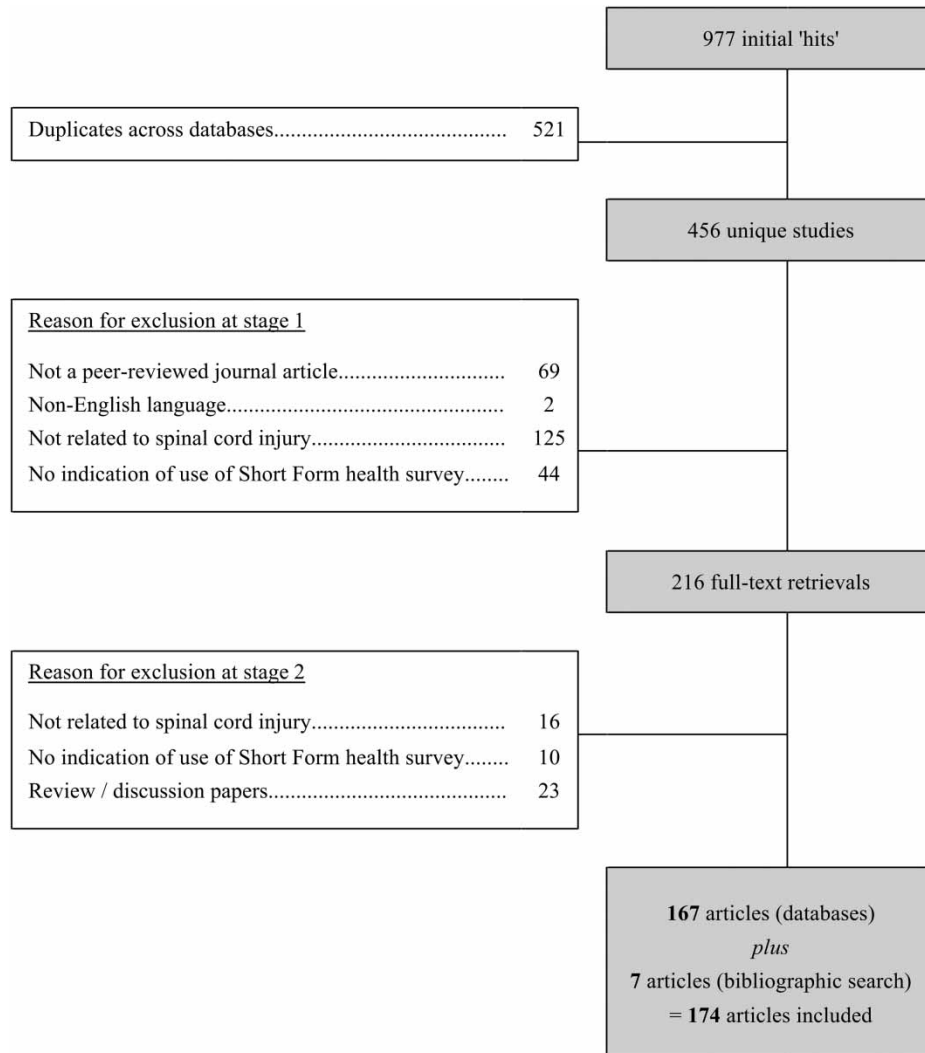 977 initial 'hits'
Duplicates across databases.......................................... 521
456 unique studies
Reason for exclusion at stage 1
Not a peer-reviewed journal article.............................. 69
Non-English language.................................................. 2
Not related to spinal cord injury................................... 125
No indication of use of Short Form health survey........ 44
216 full-text retrievals
Reason for exclusion at stage 2
Not related to spinal cord injury................................... 16
No indication of use of Short Form health survey........ 10
Review / discussion papers........................................... 23
167 articles (databases)
plus
7 articles (bibliographic search)
= 174 articles included